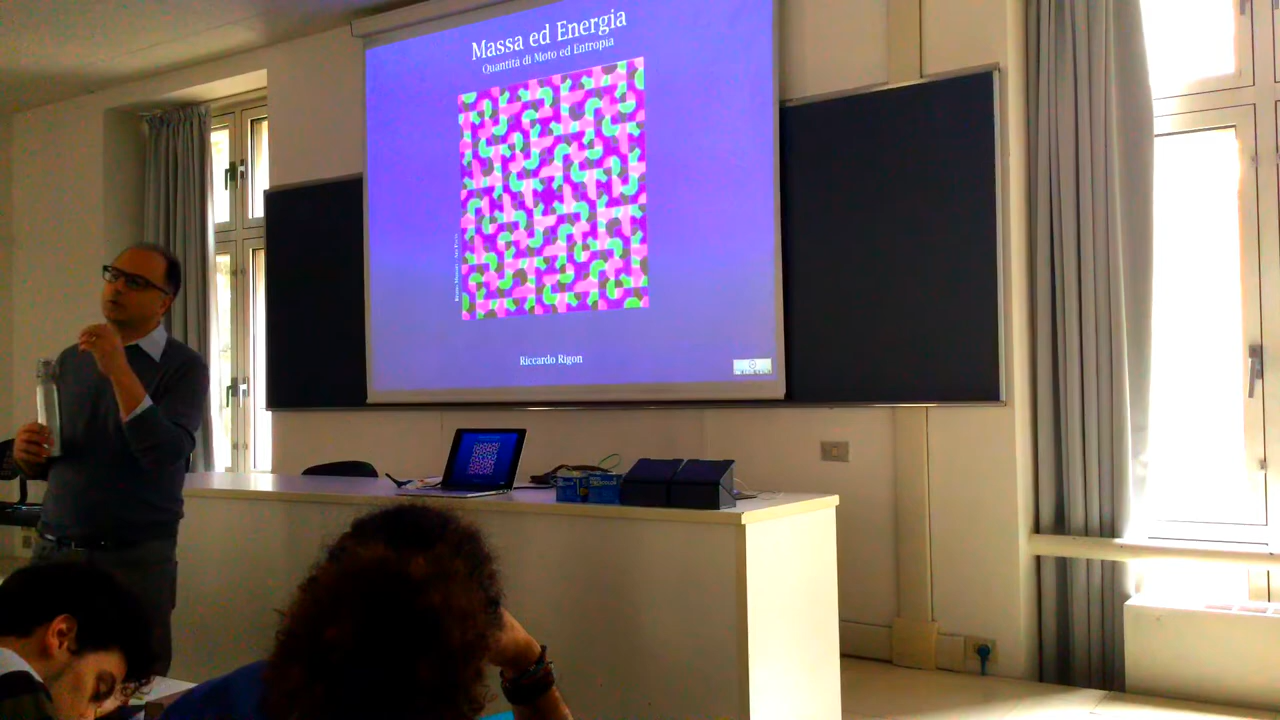 Massa ed Energia
Quantità di Moto ed Entropia
Riccardo Rigon